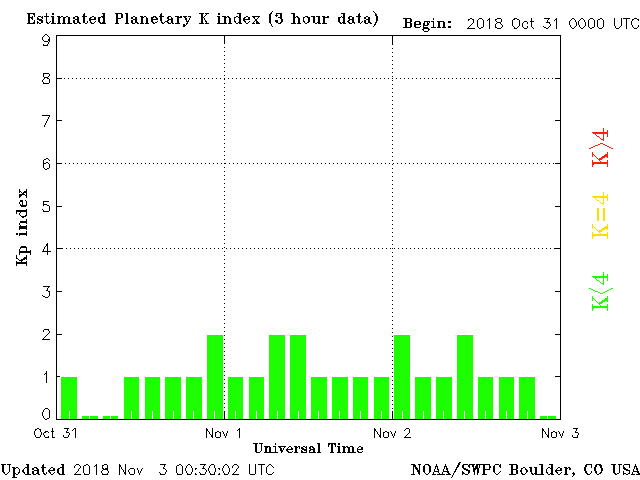 Estimated Planetary K index (3 hour data) Begin: 2018 Oct 31 0000 UTC
9
8
7
6
5
4
3
2
1
0
Kp index
K>4
K=4
K<4
Oct 31 Nov 1 Nov 2 Nov 3
Universal Time
Updated 2018 Nov 3 00:30:02 UTC NOAA/SWPC Boulder, CO USA